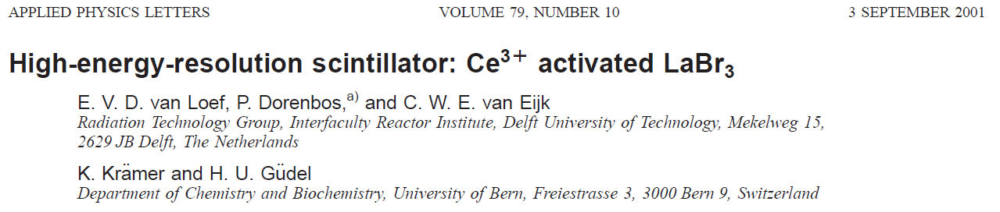 APPLIED PHYSICS LETTERS VOLUME 79, NUMBER 10 3 SEPTEMBER 2001
High-energy-resolution scintillator: Ce³⁺ activated LaBr₃
E. V. D. van Loef, P. Dorenbos,ᵃ⁾ and C. W. E. van Eijk
Radiation Technology Group, Interfaculty Reactor Institute, Delft University of Technology, Mekelweg 15,
2629 JB Delft, The Netherlands
K. Krämer and H. U. Güdel
Department of Chemistry and Biochemistry, University of Bern, Freiestrasse 3, 3000 Bern 9, Switzerland